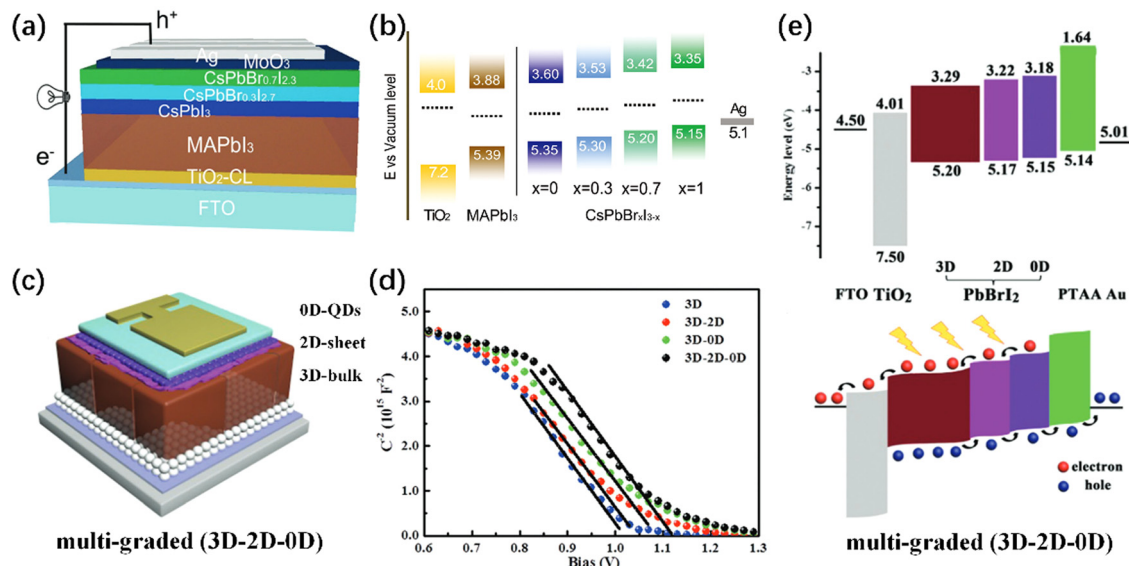 (a)
h+
Ag
MoO3
CsPbBr0.7I2.3
CsPbBr0.3I2.7
CsPbI3
MAPbI3
e-
TiO2-CL
FTO
(b)
E vs Vacuum level
4.0
3.88
3.60
3.53
3.42
3.35
Ag
5.1
7.2
5.39
5.35
5.30
5.20
5.15
x=0
x=0.3
x=0.7
x=1
TiO2
MAPbI3
CsPbBrxI3-x
(c)
0D-QDs
2D-sheet
3D-bulk
multi-graded (3D-2D-0D)
(d)
C-2 (1015 F-2)
5.0
4.0
3.0
2.0
1.0
0.0
3D
3D-2D
3D-0D
3D-2D-0D
0.6
0.7
0.8
0.9
1.0
1.1
1.2
1.3
Bias (V)
(e)
Energy level (eV)
-3
-4
-5
-6
-7
1.64
3.29
3.22
3.18
4.01
4.50
5.01
5.20
5.17
5.15
5.14
7.50
3D
2D
0D
FTO TiO2
PbBrI2
PTAA Au
electron
hole
multi-graded (3D-2D-0D)